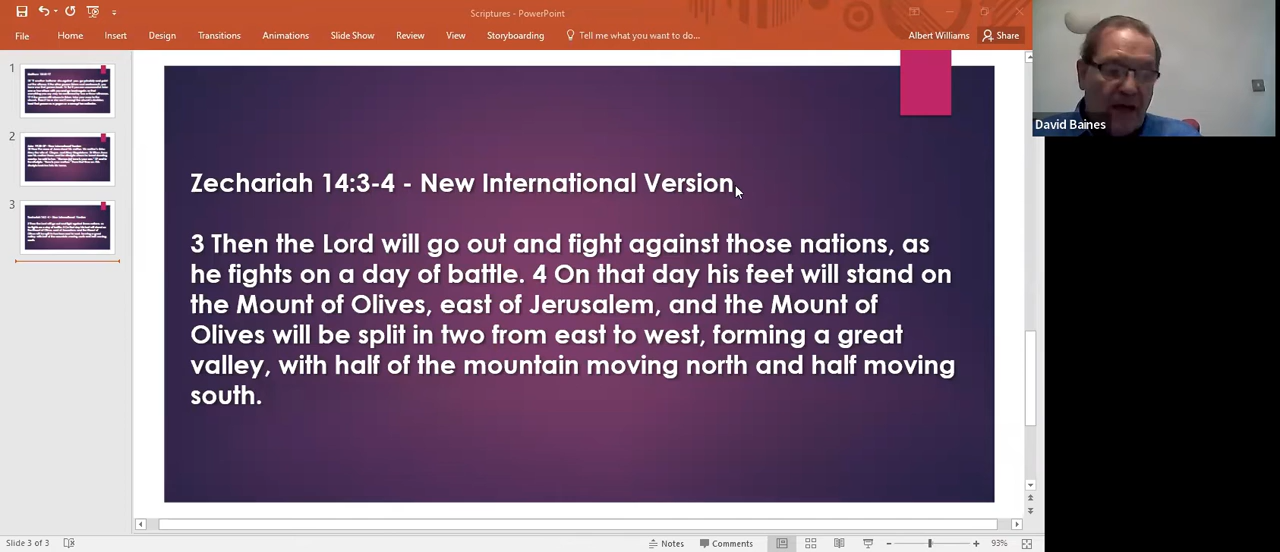 Scriptures - PowerPoint
File Home Insert Design Transitions Animations Slide Show Review View Storyboarding Tell me what you want to do... Albert Williams Share
1
2
3
Zechariah 14:3-4 - New International Version
3 Then the Lord will go out and fight against those nations, as
he fights on a day of battle. 4 On that day his feet will stand on
the Mount of Olives, east of Jerusalem, and the Mount of
Olives will be split in two from east to west, forming a great
valley, with half of the mountain moving north and half moving
south.
David Baines
Slide 3 of 3 Notes Comments 93%